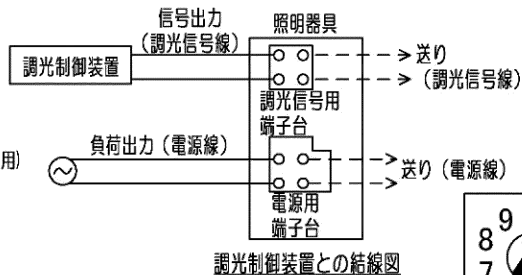 信号出力
(調光信号線)
照明器具
調光制御装置
送り
(調光信号線)
調光信号用
端子台
用)
負荷出力(電源線)
送り(電源線)
電源用
端子台
調光制御装置との結線図
9
8
7